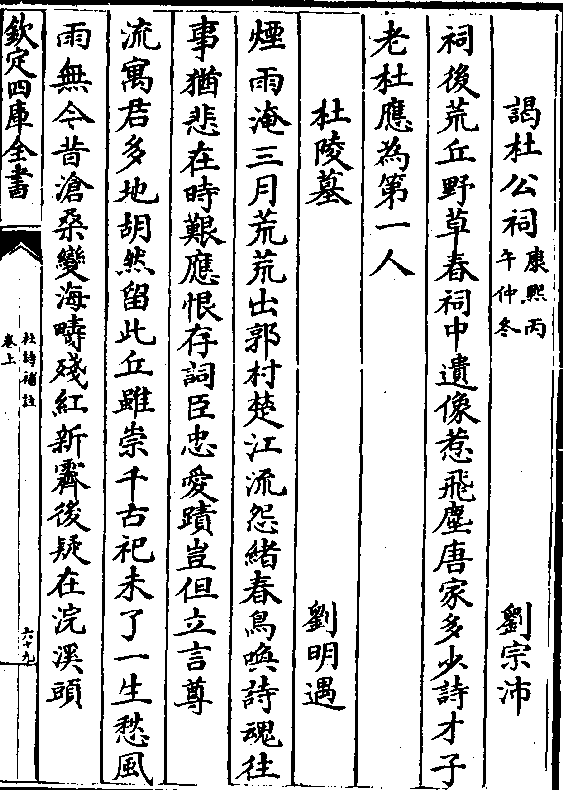 謁杜公祠康熙丙午仲冬　劉宗沛
祠後荒丘野草春祠中遺像惹飛塵唐家多少詩才子
老杜應為第一人
杜陵墓　劉明遇
煙雨淹三月荒荒出郭村楚江流怨緒春鳥喚詩魂往
事猶悲在時艱應恨存詞臣忠愛蹟豈但立言尊
流寓君多地胡然留此丘雖崇千古祀未了一生愁風
雨無今昔滄桑變海疇殘紅新霽後疑在浣溪頭
欽定四庫全書
杜詩補註
卷上
六十九